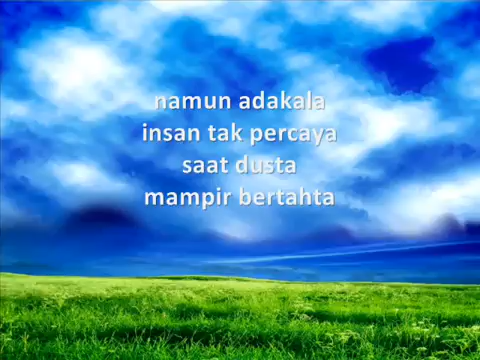 namun adakala
insan tak percaya
saat dusta
mampir bertahta